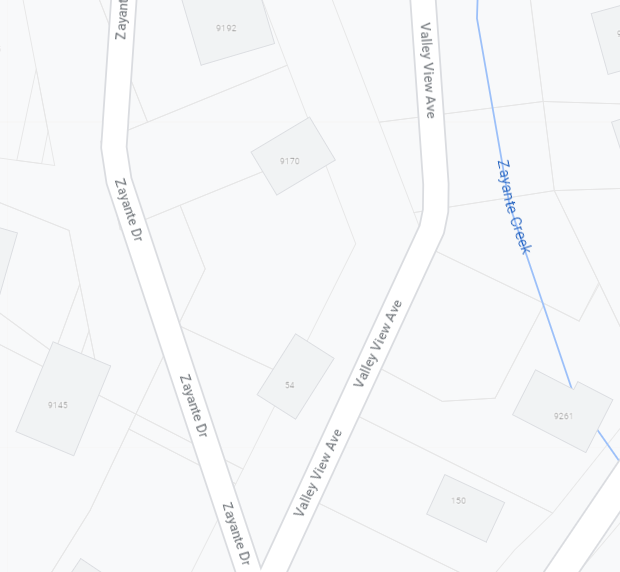 Zayant
9192
Valley View Ave
9170
Zayante Creek
Zayante Dr
Valley View Ave
54
Zayante Dr
9145
9261
Valley View Ave
150
Zayante Dr